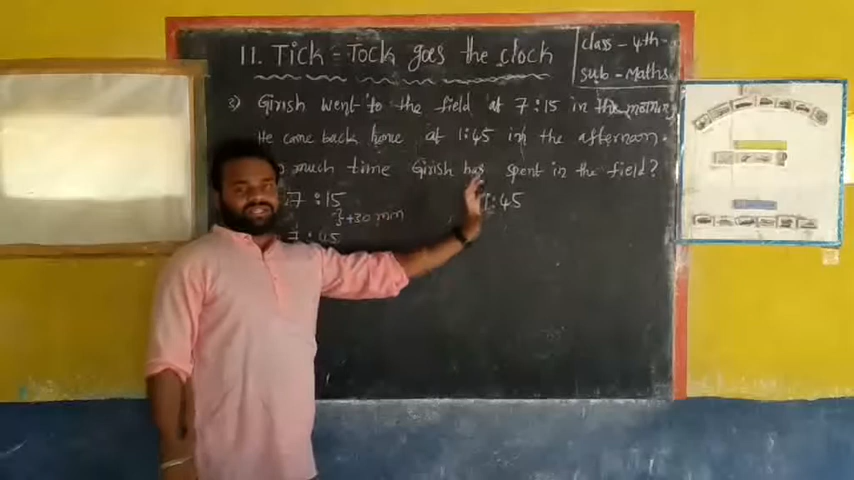 11. Tick-Tock goes the clock
class - 4th
sub - Maths
3) Girish went to the field at 7:15 in the morning
He came back home at 1:45 in the afternoon.
much time Girish has spent in the field?
7:15
}+30 min
7:45
:45